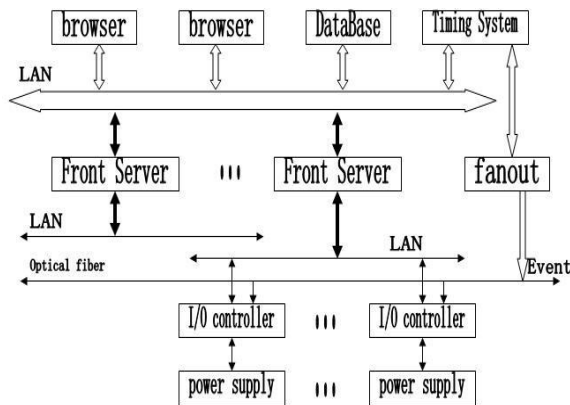 browser
browser
DataBase
Timing System
LAN
Front Server
Front Server
fanout
LAN
LAN
Optical fiber
Event
I/O controller
I/O controller
power supply
power supply